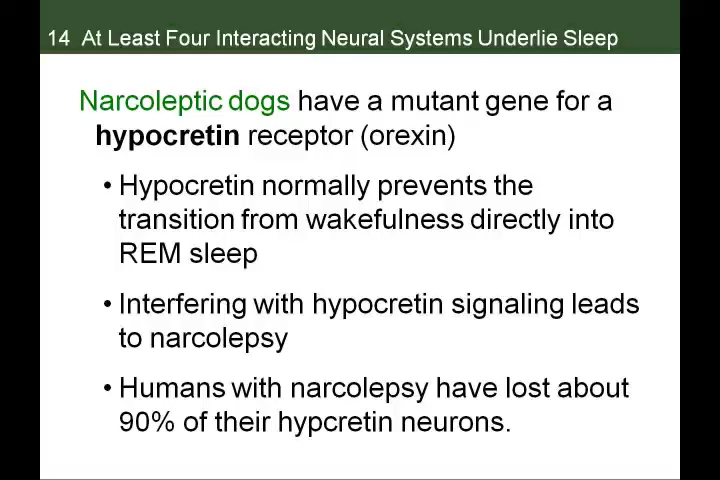 14 At Least Four Interacting Neural Systems Underlie Sleep
Narcoleptic dogs have a mutant gene for a
hypocretin receptor (orexin)
• Hypocretin normally prevents the
transition from wakefulness directly into
REM sleep
• Interfering with hypocretin signaling leads
to narcolepsy
• Humans with narcolepsy have lost about
90% of their hypcretin neurons.